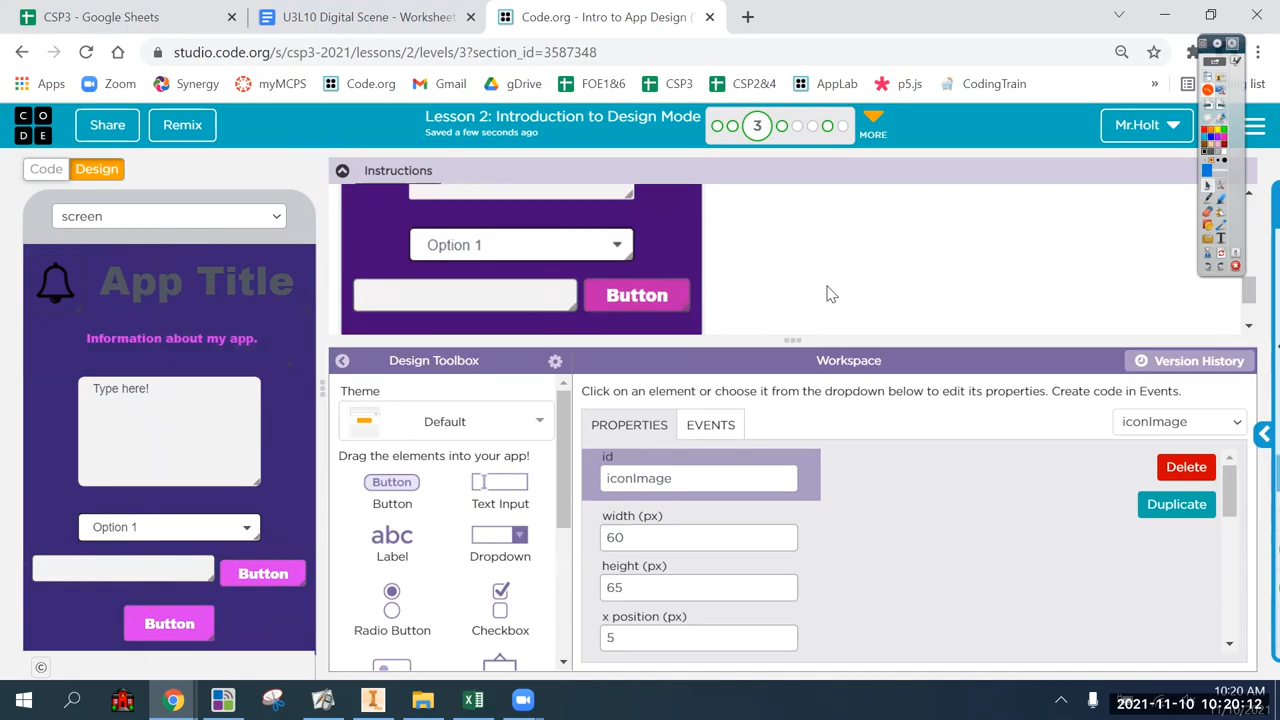 CSP3 - Google Sheets
U3L10 Digital Scene - Worksheet
Code.org - Intro to App Design (
studio.code.org/s/csp3-2021/lessons/2/levels/3?section_id=3587348
Apps
Zoom
Synergy
myMCPS
Code.org
Gmail
gDrive
FOE1&6
CSP3
CSP2&4
AppLab
p5.js
CodingTrain
»
C O
D E
Share
Remix
Lesson 2: Introduction to Design Mode
Saved a few seconds ago
3
MORE
Mr.Holt
Code
Design
Instructions
screen
App Title
Information about my app.
Type here!
Option 1
Button
Button
Option 1
Button
Design Toolbox
Workspace
Version History
Theme
Default
Drag the elements into your app!
Button
Button
Text Input
abc
Label
Dropdown
Radio Button
Checkbox
Click on an element or choose it from the dropdown below to edit its properties. Create code in Events.
PROPERTIES
EVENTS
iconImage
id
iconImage
Delete
Duplicate
width (px)
60
height (px)
65
x position (px)
5
©
10:20 AM
2021-11-10 10:20:12